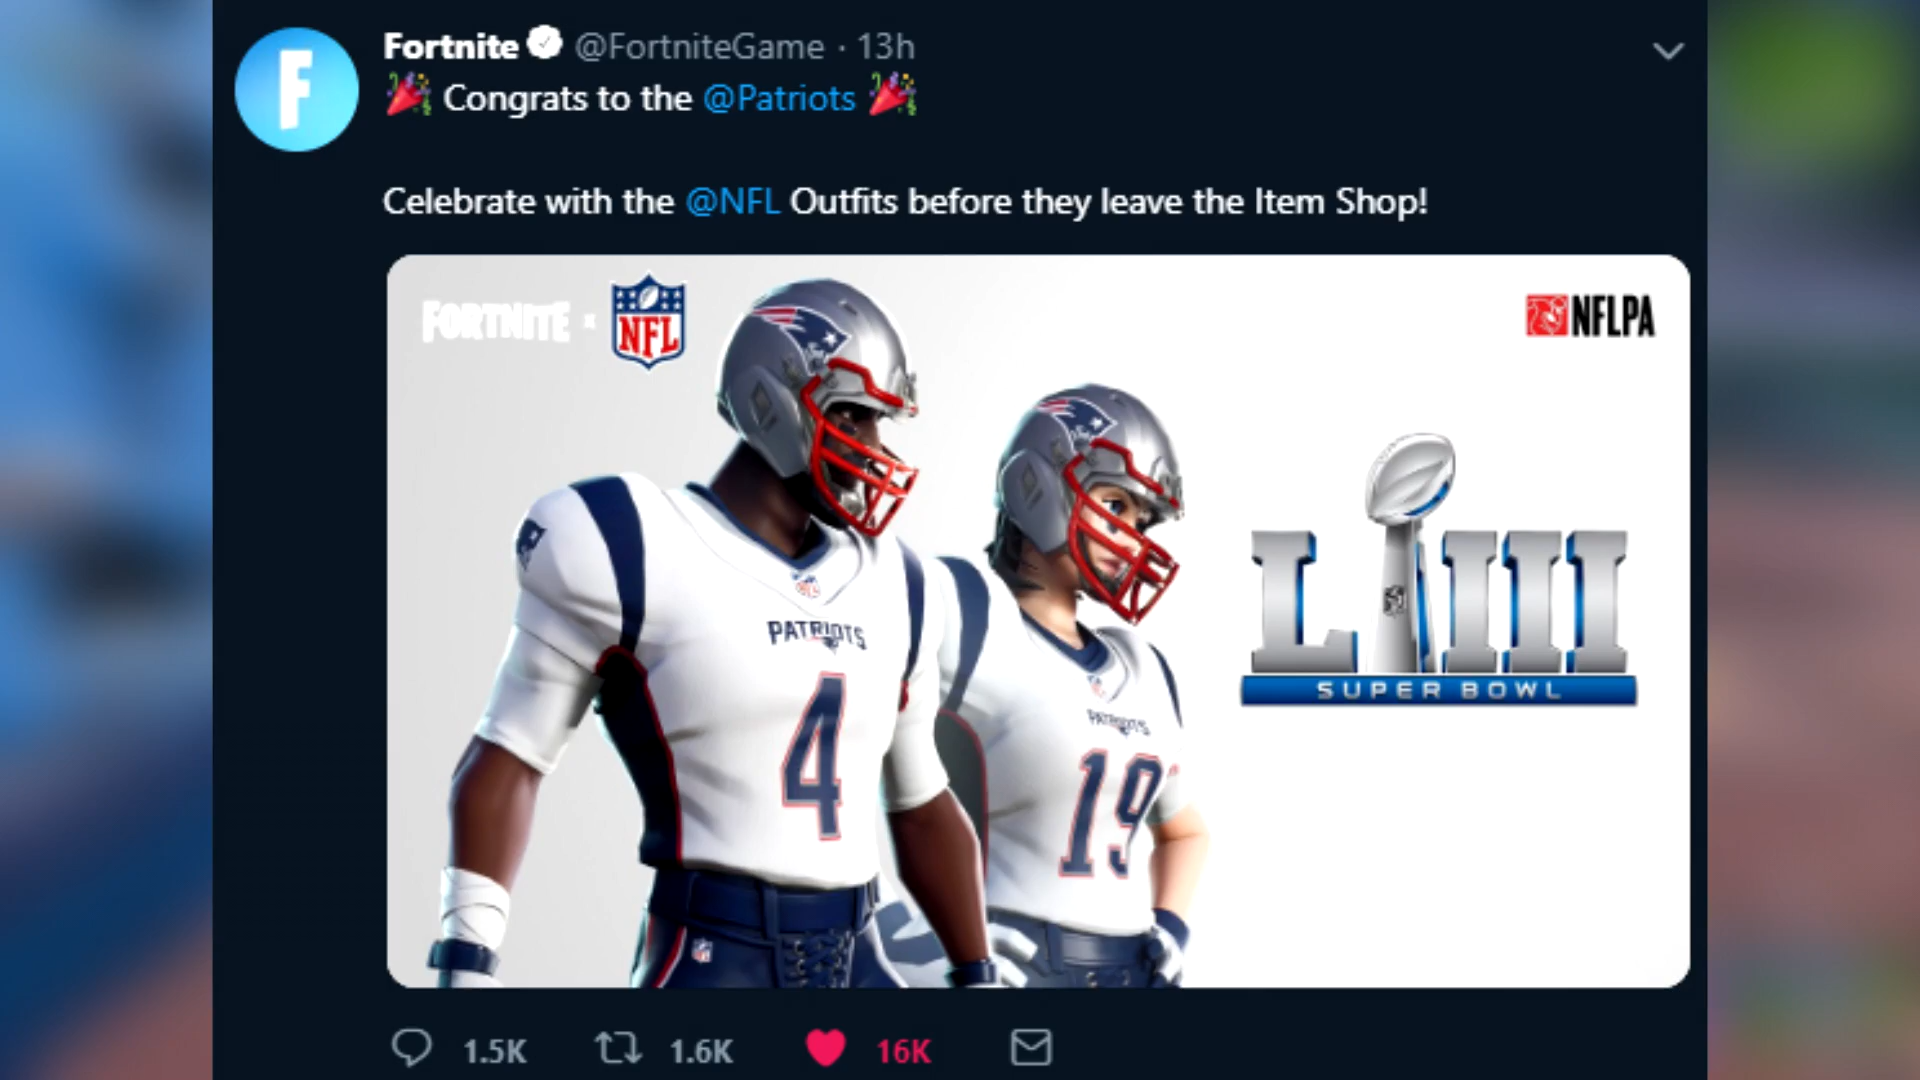 Fortnite @FortniteGame · 13h
🎉 Congrats to the @Patriots 🎉
Celebrate with the @NFL Outfits before they leave the Item Shop!
FORTNITE x NFL
NFLPA
PATRIOTS
4
PATRIOTS
19
LIII
SUPER BOWL
1.5K 1.6K 16K